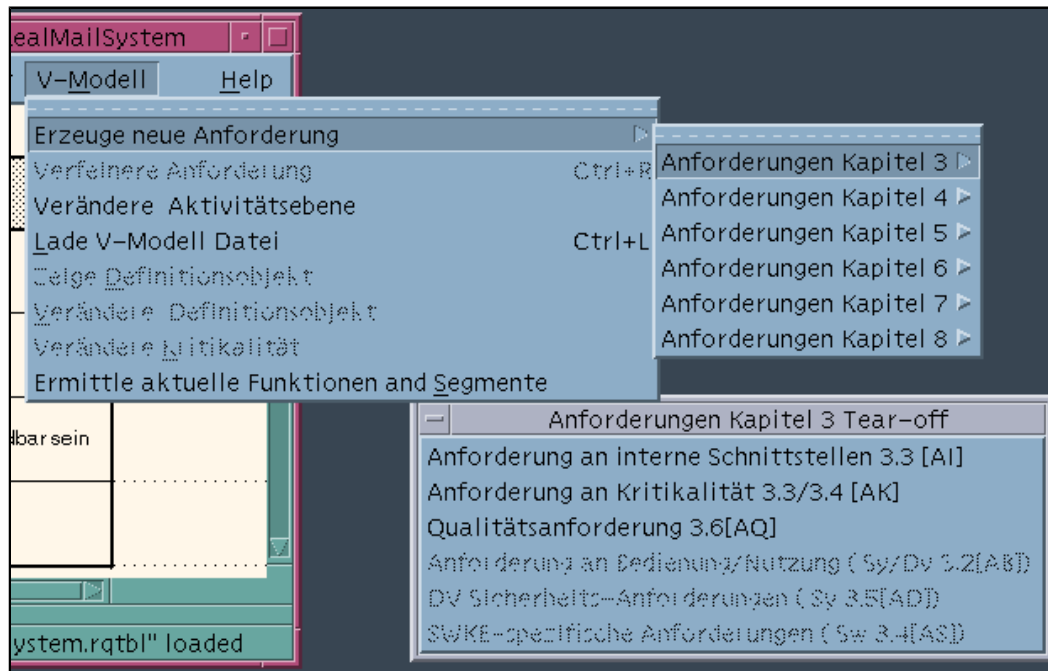 ealMailSystem
V-Modell Help
Erzeuge neue Anforderung
Verfeinere Anforderung Ctrl+R
Verändere Aktivitätsebene
Lade V-Modell Datei Ctrl+L
Zeige Definitionsobjekt
Verändere Definitionsobjekt
Verändere Kritikalität
Ermittle aktuelle Funktionen and Segmente
Anforderungen Kapitel 3
Anforderungen Kapitel 4
Anforderungen Kapitel 5
Anforderungen Kapitel 6
Anforderungen Kapitel 7
Anforderungen Kapitel 8
dbar sein
Anforderungen Kapitel 3 Tear-off
Anforderung an interne Schnittstellen 3.3 [AI]
Anforderung an Kritikalität 3.3/3.4 [AK]
Qualitätsanforderung 3.6[AQ]
Anforderung an Bedienung/Nutzung ( Sy/Dv 3.2[AB])
DV Sicherheits-Anforderungen ( Sy 3.5[AD])
SWKE-spezifische Anforderungen ( Sw 3.4[AS])
ystem.rqtbl" loaded